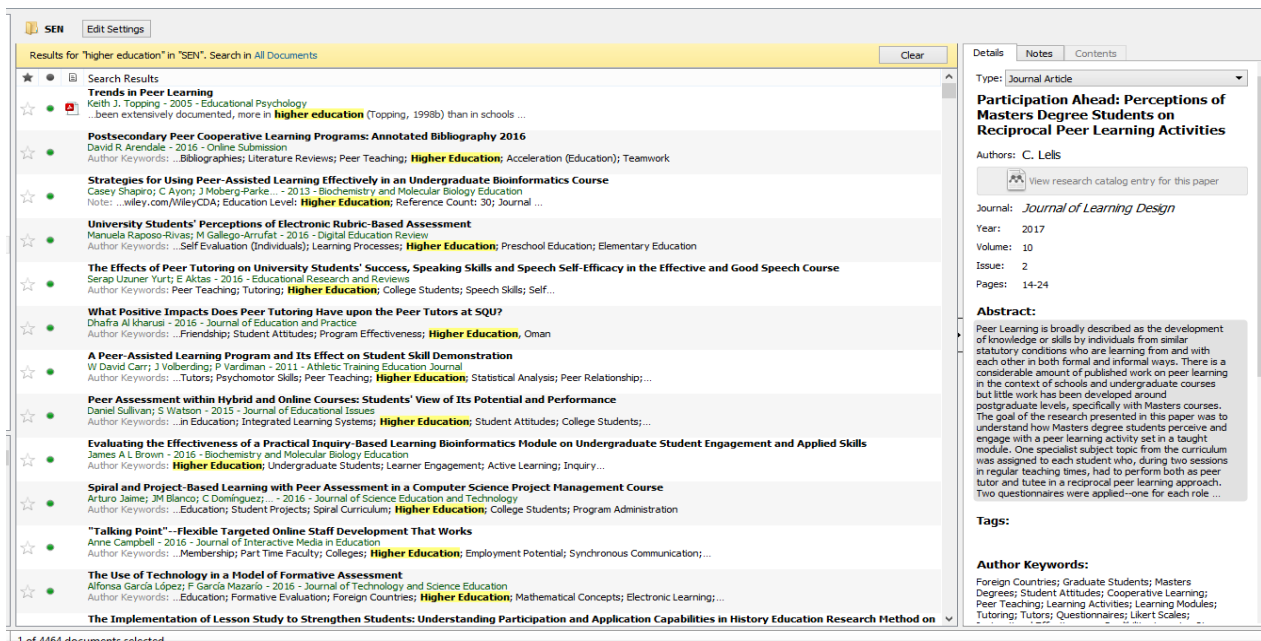 SEN Edit Settings
Results for "higher education" in "SEN". Search in All Documents Clear
Search Results
Trends in Peer Learning
Keith J. Topping - 2005 - Educational Psychology
...been extensively documented, more in higher education (Topping, 1998b) than in schools ...
Postsecondary Peer Cooperative Learning Programs: Annotated Bibliography 2016
David R Arendale - 2016 - Online Submission
Author Keywords: ...Bibliographies; Literature Reviews; Peer Teaching; Higher Education; Acceleration (Education); Teamwork
Strategies for Using Peer-Assisted Learning Effectively in an Undergraduate Bioinformatics Course
Casey Shapiro; C Ayon; J Moberg-Parke... - 2013 - Biochemistry and Molecular Biology Education
Note: ...wiley.com/WileyCDA; Education Level: Higher Education; Reference Count: 30; Journal ...
University Students' Perceptions of Electronic Rubric-Based Assessment
Manuela Raposo-Rivas; M Gallego-Arrufat - 2016 - Digital Education Review
Author Keywords: ...Self Evaluation (Individuals); Learning Processes; Higher Education; Preschool Education; Elementary Education
The Effects of Peer Tutoring on University Students' Success, Speaking Skills and Speech Self-Efficacy in the Effective and Good Speech Course
Serap Uzuner Yurt; E Aktas - 2016 - Educational Research and Reviews
Author Keywords: Peer Teaching; Tutoring; Higher Education; College Students; Speech Skills; Self...
What Positive Impacts Does Peer Tutoring Have upon the Peer Tutors at SQU?
Dhafra Al kharusi - 2016 - Journal of Education and Practice
Author Keywords: ...Friendship; Student Attitudes; Program Effectiveness; Higher Education, Oman
A Peer-Assisted Learning Program and Its Effect on Student Skill Demonstration
W David Carr; J Volberding; P Vardiman - 2011 - Athletic Training Education Journal
Author Keywords: ...Tutors; Psychomotor Skills; Peer Teaching; Higher Education; Statistical Analysis; Peer Relationship;...
Peer Assessment within Hybrid and Online Courses: Students' View of Its Potential and Performance
Daniel Sullivan; S Watson - 2015 - Journal of Educational Issues
Author Keywords: ...in Education; Integrated Learning Systems; Higher Education; Student Attitudes; College Students;...
Evaluating the Effectiveness of a Practical Inquiry-Based Learning Bioinformatics Module on Undergraduate Student Engagement and Applied Skills
James A L Brown - 2016 - Biochemistry and Molecular Biology Education
Author Keywords: Higher Education; Undergraduate Students; Learner Engagement; Active Learning; Inquiry...
Spiral and Project-Based Learning with Peer Assessment in a Computer Science Project Management Course
Arturo Jaime; JM Blanco; C Domínguez;... - 2016 - Journal of Science Education and Technology
Author Keywords: ...Education; Student Projects; Spiral Curriculum; Higher Education; College Students; Program Administration
"Talking Point"--Flexible Targeted Online Staff Development That Works
Anne Campbell - 2016 - Journal of Interactive Media in Education
Author Keywords: ...Membership; Part Time Faculty; Colleges; Higher Education; Employment Potential; Synchronous Communication;...
The Use of Technology in a Model of Formative Assessment
Alfonsa García López; F García Mazarío - 2016 - Journal of Technology and Science Education
Author Keywords: ...Education; Formative Evaluation; Foreign Countries; Higher Education; Mathematical Concepts; Electronic Learning;...
The Implementation of Lesson Study to Strengthen Students: Understanding Participation and Application Capabilities in History Education Research Method on
1 of 4464 documents selected
Details Notes Contents
Type: Journal Article
Participation Ahead: Perceptions of
Masters Degree Students on
Reciprocal Peer Learning Activities
Authors: C. Lelis
View research catalog entry for this paper
Journal: Journal of Learning Design
Year: 2017
Volume: 10
Issue: 2
Pages: 14-24
Abstract:
Peer Learning is broadly described as the development
of knowledge or skills by individuals from similar
statutory conditions who are learning from and with
each other in both formal and informal ways. There is a
considerable amount of published work on peer learning
in the context of schools and undergraduate courses
but little work has been developed around
postgraduate levels, specifically with Masters courses.
The goal of the research presented in this paper was to
understand how Masters degree students perceive and
engage with a peer learning activity set in a taught
module. One specialist subject topic from the curriculum
was assigned to each student who, during two sessions
in regular teaching times, had to perform both as peer
tutor and tutee in a reciprocal peer learning approach.
Two questionnaires were applied--one for each role ...
Tags:
Author Keywords:
Foreign Countries; Graduate Students; Masters
Degrees; Student Attitudes; Cooperative Learning;
Peer Teaching; Learning Activities; Learning Modules;
Tutoring; Tutors; Questionnaires; Likert Scales;